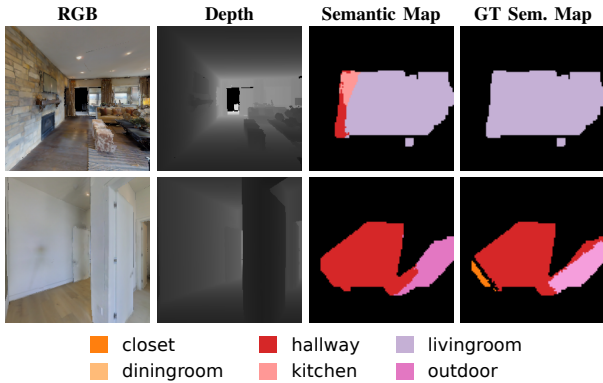 RGB Depth Semantic Map GT Sem. Map
closet hallway livingroom
diningroom kitchen outdoor